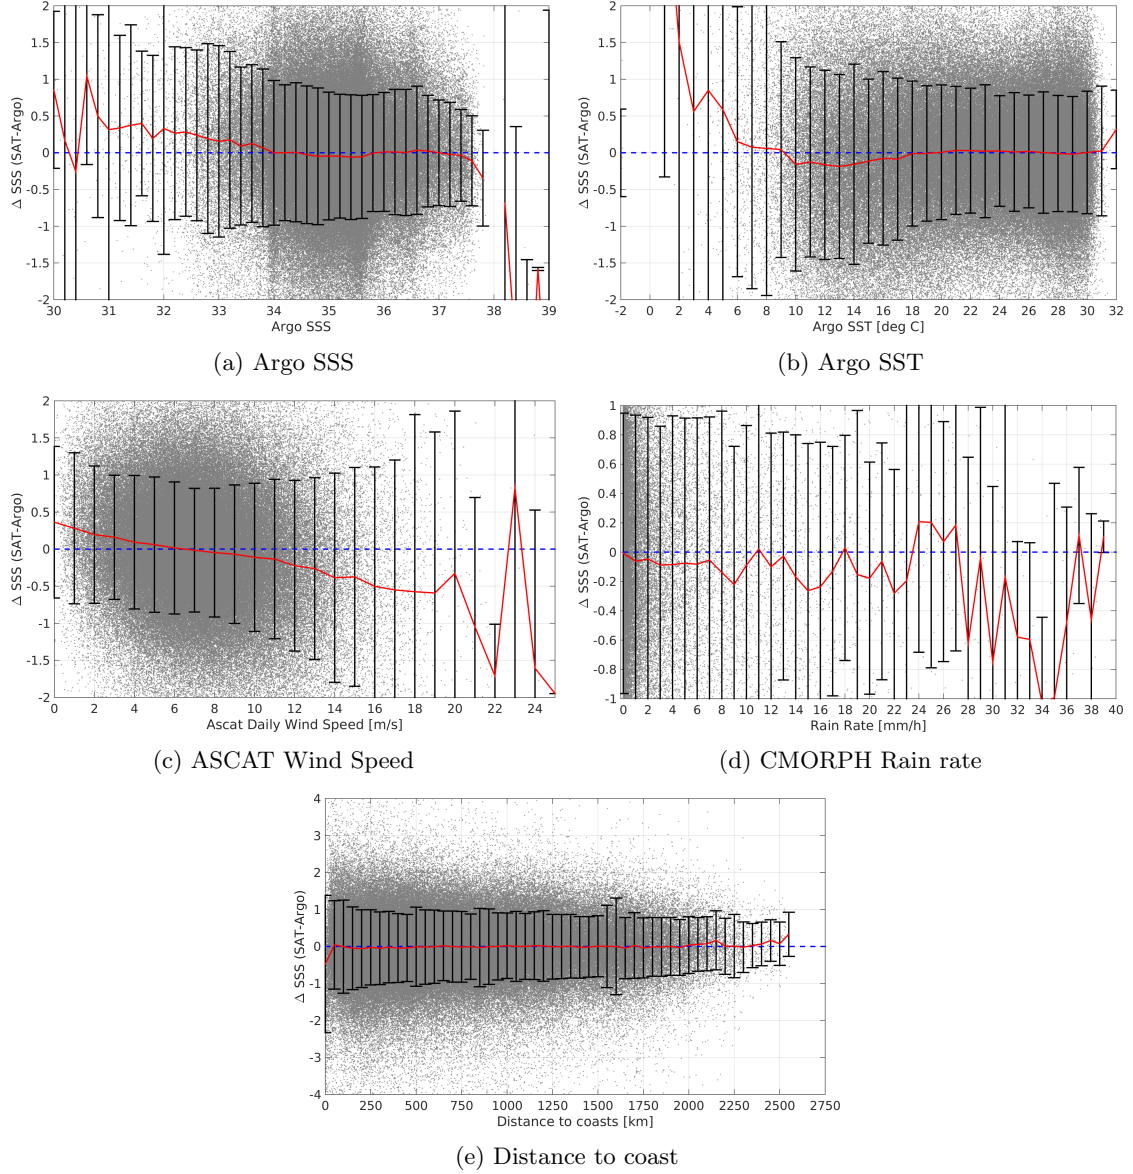 2
1.5
1
0.5
0
-0.5
-1
-1.5
-2
Δ SSS (SAT-Argo)
30 31 32 33 34 35 36 37 38 39
Argo SSS
(a) Argo SSS
2
1.5
1
0.5
0
-0.5
-1
-1.5
-2
Δ SSS (SAT-Argo)
-2 0 2 4 6 8 10 12 14 16 18 20 22 24 26 28 30 32
Argo SST [deg C]
(b) Argo SST
2
1.5
1
0.5
0
-0.5
-1
-1.5
-2
Δ SSS (SAT-Argo)
0 2 4 6 8 10 12 14 16 18 20 22 24
Ascat Daily Wind Speed [m/s]
(c) ASCAT Wind Speed
1
0.8
0.6
0.4
0.2
0
-0.2
-0.4
-0.6
-0.8
-1
Δ SSS (SAT-Argo)
0 2 4 6 8 10 12 14 16 18 20 22 24 26 28 30 32 34 36 38 40
Rain Rate [mm/h]
(d) CMORPH Rain rate
4
3
2
1
0
-1
-2
-3
-4
Δ SSS (SAT-Argo)
0 250 500 750 1000 1250 1500 1750 2000 2250 2500 2750
Distance to coasts [km]
(e) Distance to coast